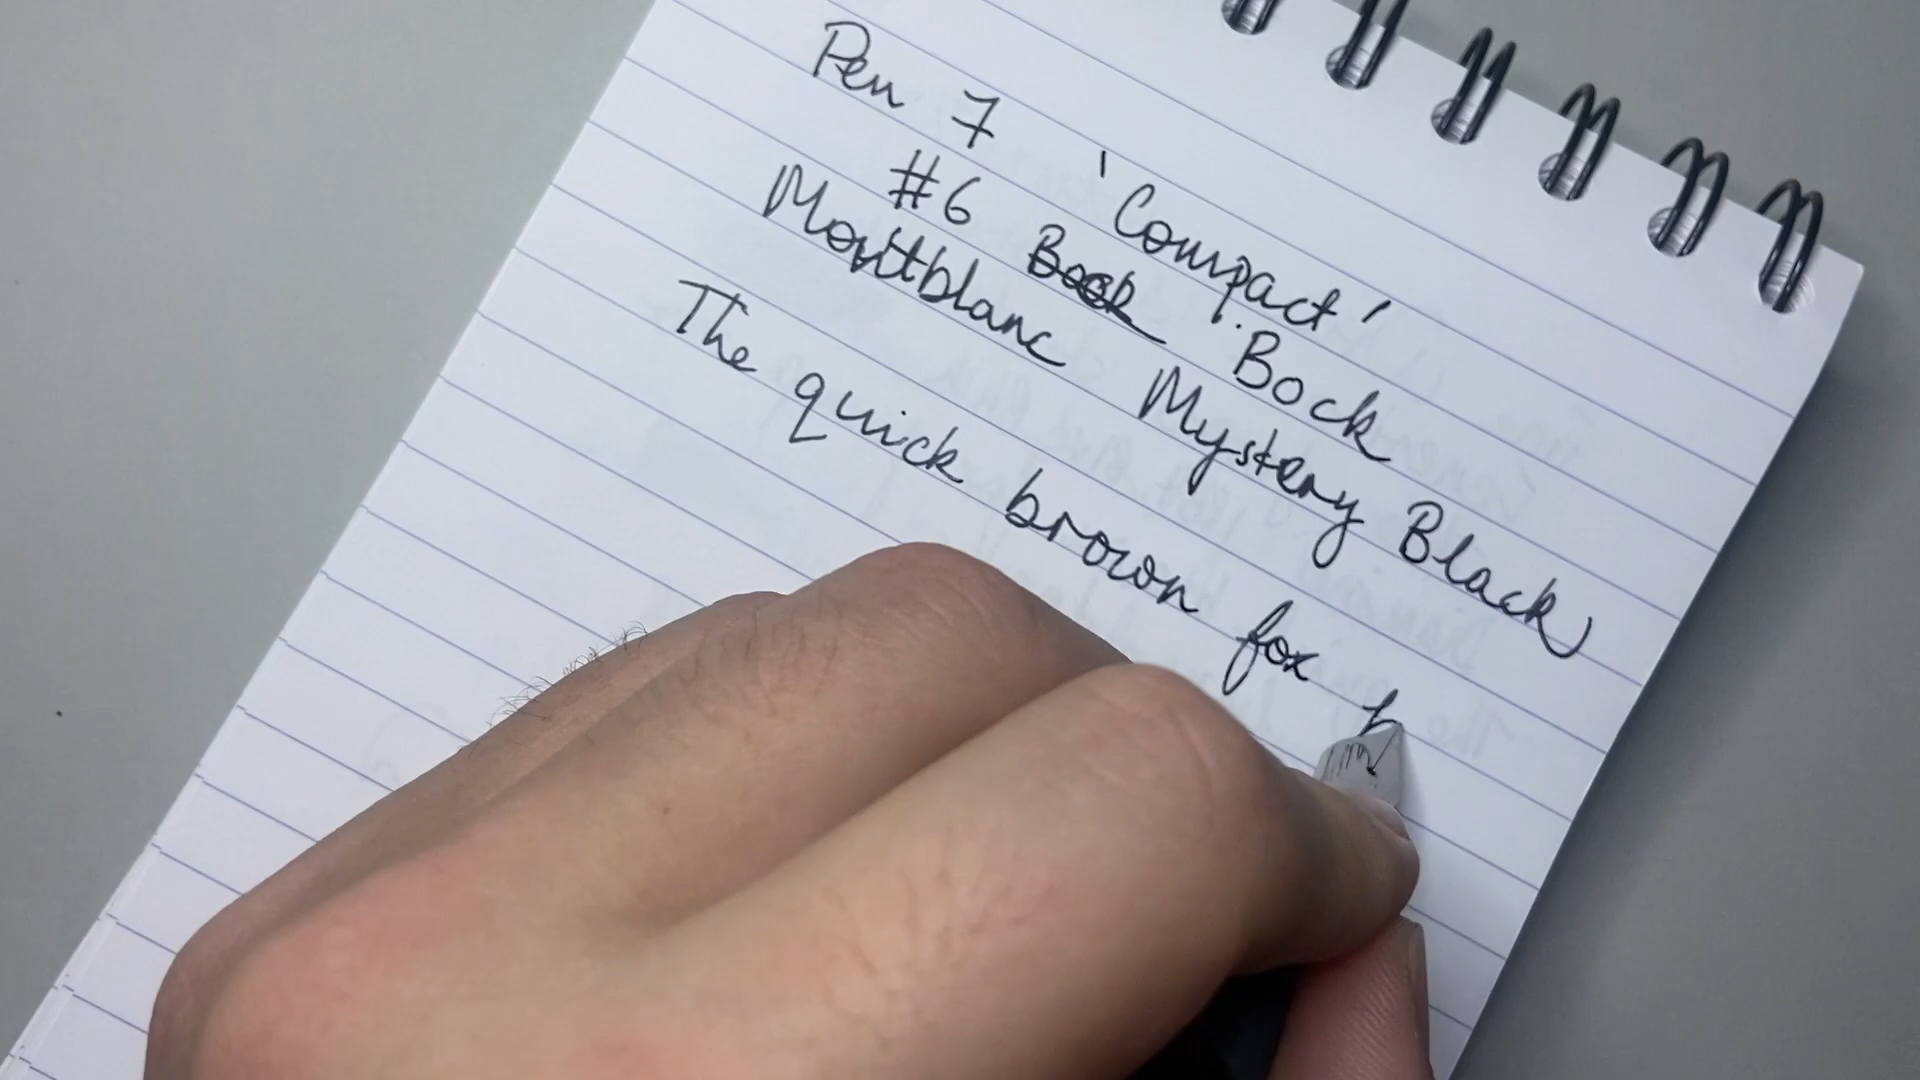 Pen 7 'Compact'
#6 Bock Bock
Montblanc Mystery Black
The quick brown fox